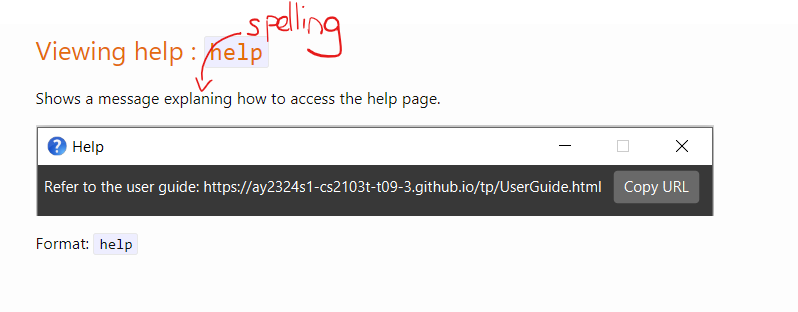 spelling
Viewing help : help
Shows a message explaning how to access the help page.
Help
Refer to the user guide: https://ay2324s1-cs2103t-t09-3.github.io/tp/UserGuide.html Copy URL
Format: help